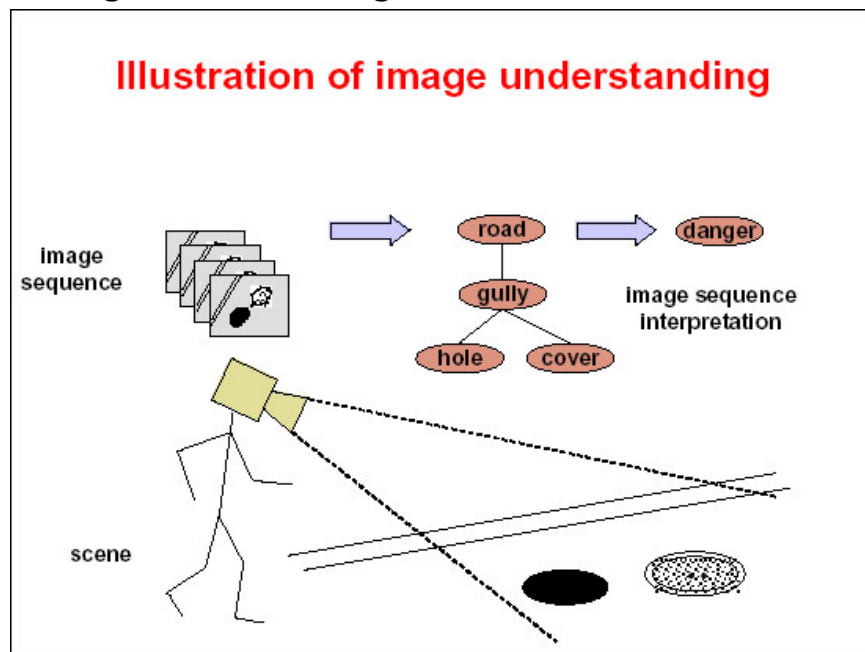 Illustration of image understanding
image
sequence
road
danger
gully
image sequence
interpretation
hole
cover
scene